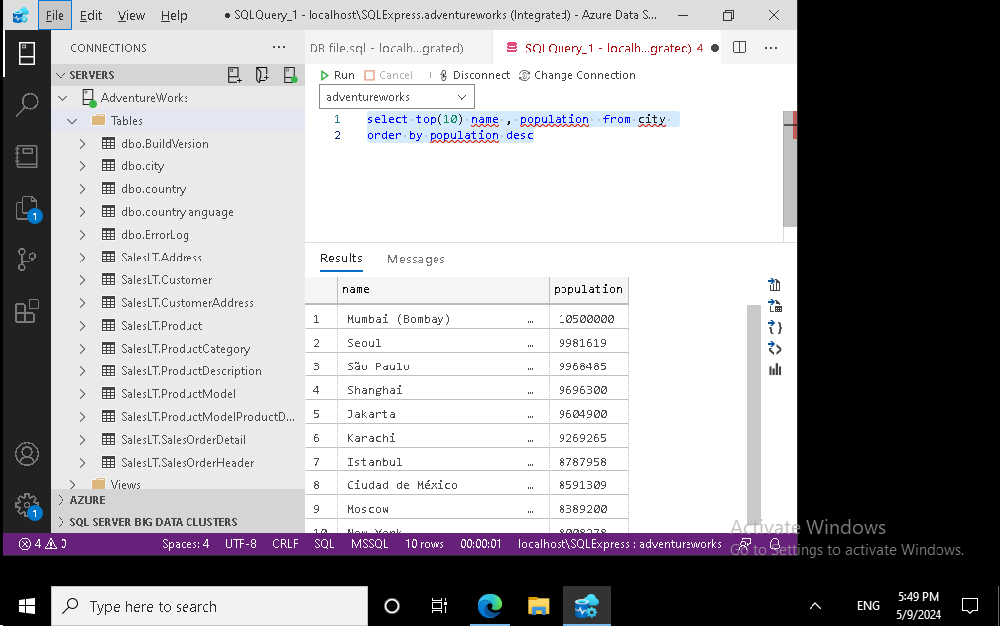 File Edit View Help ● SQLQuery_1 - localhost\SQLExpress.adventureworks (Integrated) - Azure Data S...
CONNECTIONS
SERVERS
AdventureWorks
Tables
dbo.BuildVersion
dbo.city
dbo.country
dbo.countrylanguage
dbo.ErrorLog
SalesLT.Address
SalesLT.Customer
SalesLT.CustomerAddress
SalesLT.Product
SalesLT.ProductCategory
SalesLT.ProductDescription
SalesLT.ProductModel
SalesLT.ProductModelProductD...
SalesLT.SalesOrderDetail
SalesLT.SalesOrderHeader
Views
AZURE
SQL SERVER BIG DATA CLUSTERS
1
1
DB file.sql - localh...grated) SQLQuery_1 - localh...grated) 4 ●
Run Cancel Disconnect Change Connection
adventureworks
1 select top(10) name , population from city
2 order by population desc
Results Messages
name population
1 Mumbai (Bombay) … 10500000
2 Seoul … 9981619
3 São Paulo … 9968485
4 Shanghai … 9696300
5 Jakarta … 9604900
6 Karachi … 9269265
7 Istanbul … 8787958
8 Ciudad de México … 8591309
9 Moscow … 8389200
10 New York 8008278
4 0 Spaces: 4 UTF-8 CRLF SQL MSSQL 10 rows 00:00:01 localhost\SQLExpress : adventureworks
Activate Windows
Go to Settings to activate Windows.
Type here to search
ENG
5:49 PM
5/9/2024